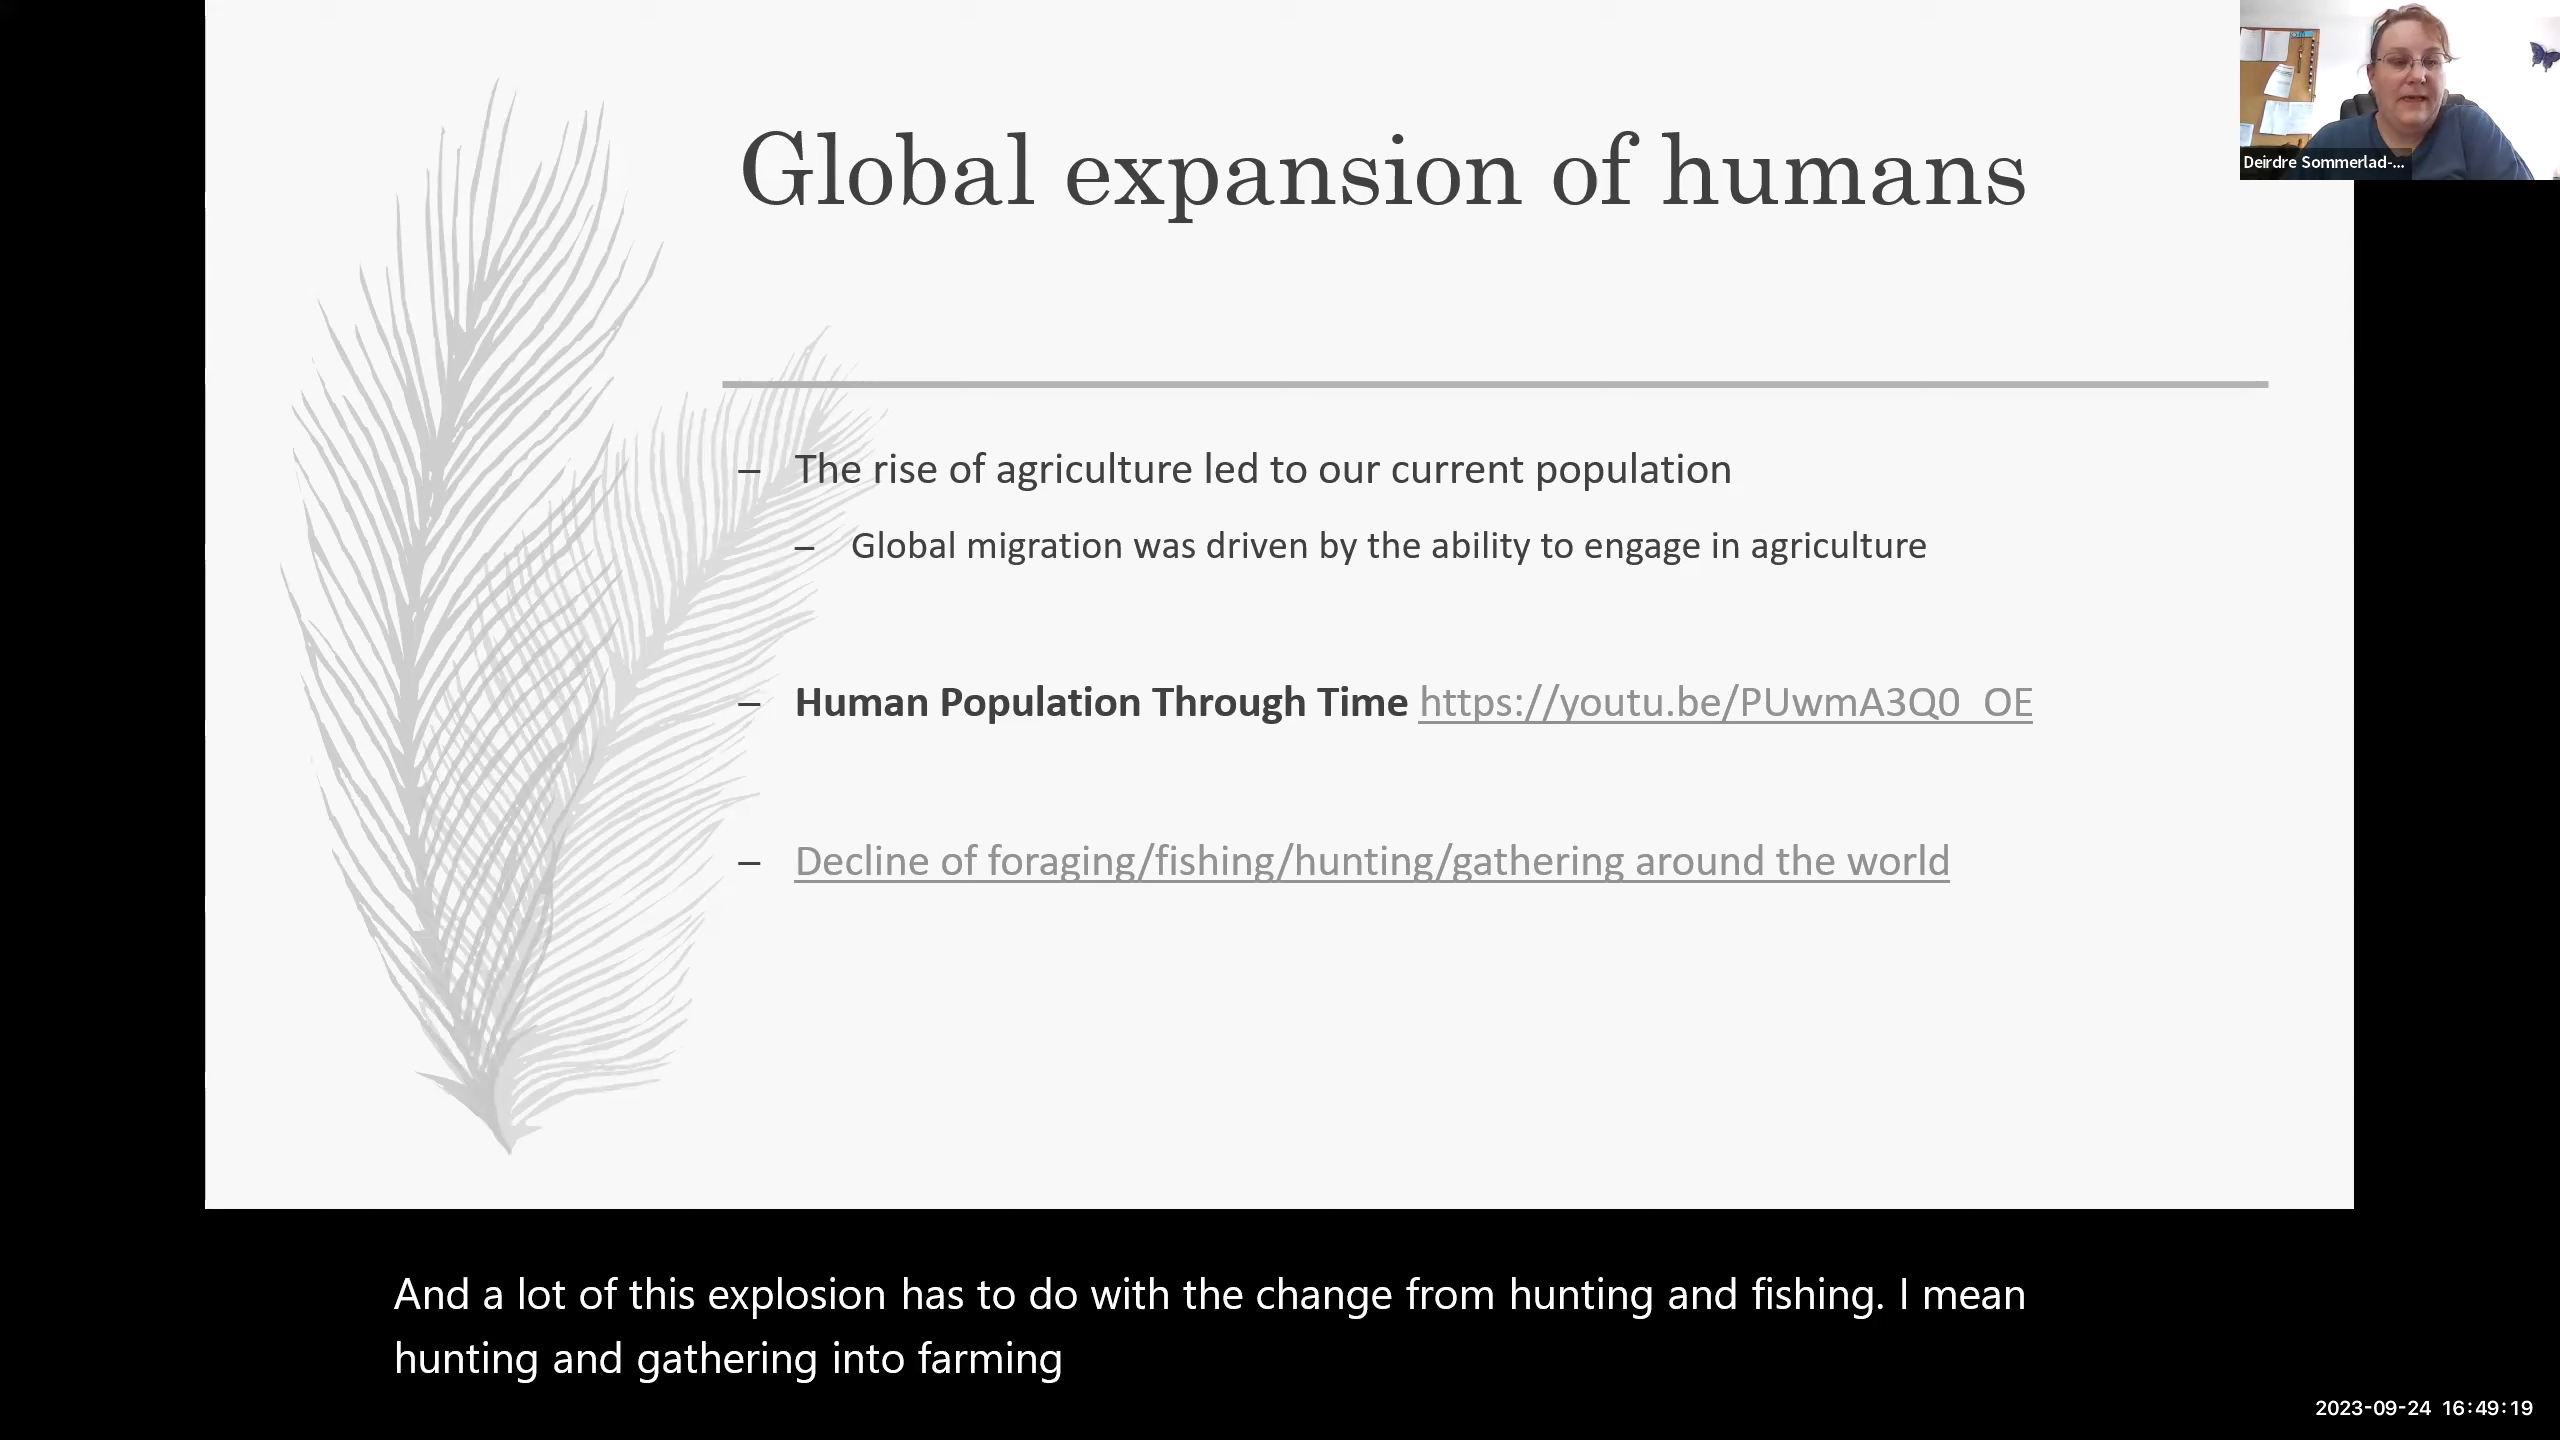 Global expansion of humans
Deirdre Sommerlad-...
– The rise of agriculture led to our current population
– Global migration was driven by the ability to engage in agriculture
– Human Population Through Time https://youtu.be/PUwmA3Q0_OE
– Decline of foraging/fishing/hunting/gathering around the world
And a lot of this explosion has to do with the change from hunting and fishing. I mean
hunting and gathering into farming
2023-09-24 16:49:19